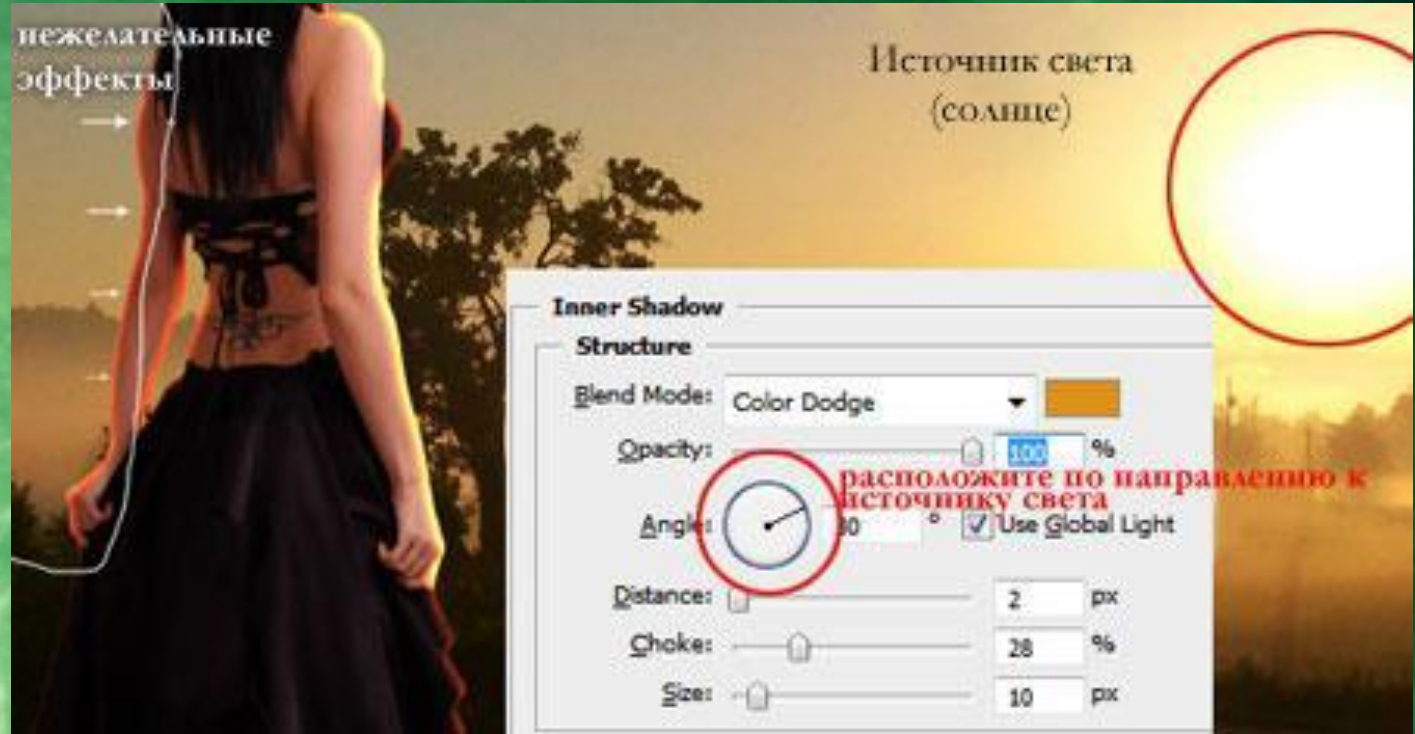 нежелательные
эффекты
Источник света
(солнце)
Inner Shadow
Structure
Blend Mode: Color Dodge
Opacity: 100 %
расположите по направлению к
источнику света
Angle: 30 ° Use Global Light
Distance: 2 px
Choke: 28 %
Size: 10 px